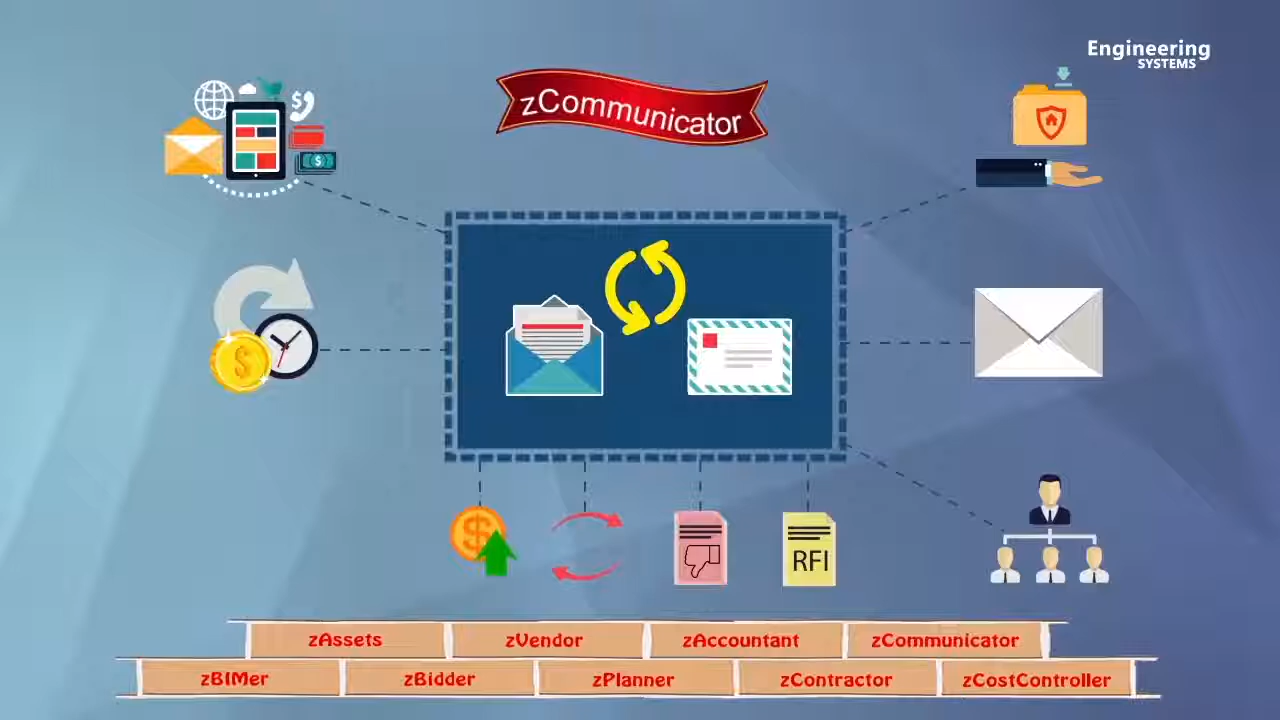 Engineering
SYSTEMS
zCommunicator
$
$
$
$
RFI
zAssets zVendor zAccountant zCommunicator
zBIMer zBidder zPlanner zContractor zCostController